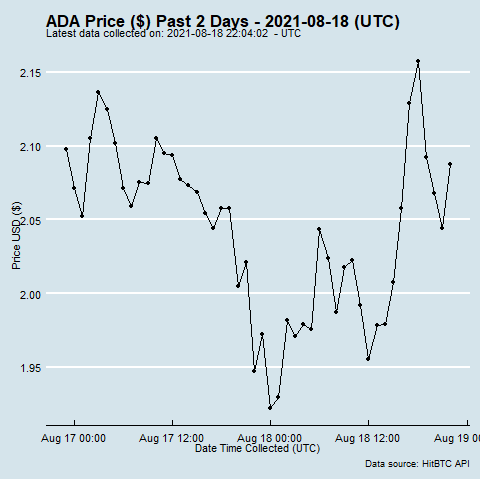 ADA Price ($) Past 2 Days - 2021-08-18 (UTC)
Latest data collected on: 2021-08-18 22:04:02  - UTC
2.15
2.10
2.05
2.00
1.95
Price USD ($)
Aug 17 00:00 Aug 17 12:00 Aug 18 00:00 Aug 18 12:00 Aug 19 0
Date Time Collected (UTC)
Data source: HitBTC API